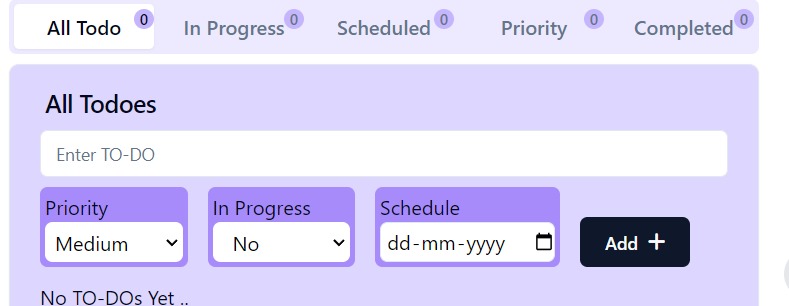 All Todo 0 In Progress 0 Scheduled 0 Priority 0 Completed 0
All Todoes
Enter TO-DO
Priority In Progress Schedule
Medium No dd-mm-yyyy Add +
No TO-DOs Yet ..